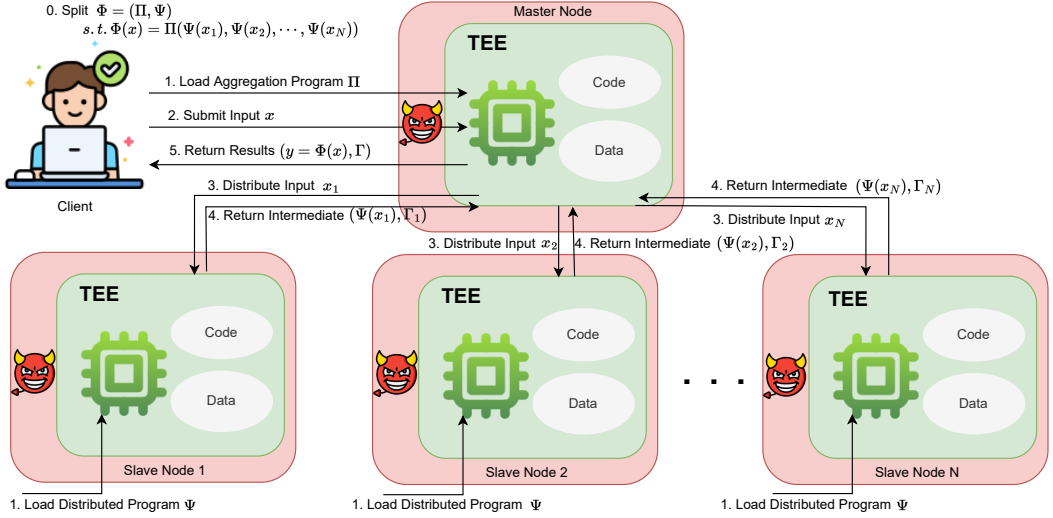 0. Split Φ = (Π, Ψ)
s.t. Φ(x) = Π(Ψ(x₁), Ψ(x₂), ⋯, Ψ(x_N))
Master Node
TEE
Code
Data
1. Load Aggregation Program Π
2. Submit Input x
5. Return Results (y = Φ(x), Γ)
Client
3. Distribute Input x₁
4. Return Intermediate (Ψ(x₁), Γ₁)
4. Return Intermediate (Ψ(x_N), Γ_N)
3. Distribute Input x_N
3. Distribute Input x₂
4. Return Intermediate (Ψ(x₂), Γ₂)
TEE
Code
Data
Slave Node 1
1. Load Distributed Program Ψ
TEE
Code
Data
Slave Node 2
1. Load Distributed Program Ψ
. . .
TEE
Code
Data
Slave Node N
1. Load Distributed Program Ψ